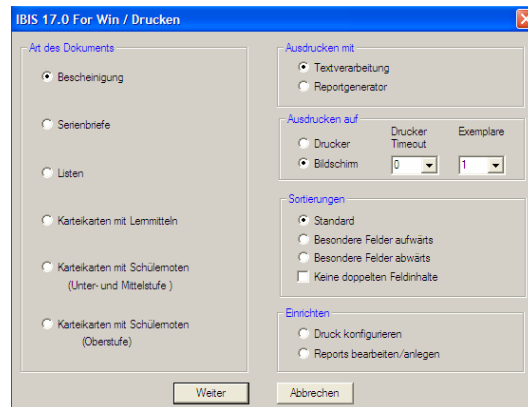 IBIS 17.0 For Win / Drucken
Art des Dokuments
Bescheinigung
Serienbriefe
Listen
Karteikarten mit Lernmitteln
Karteikarten mit Schülernoten
(Unter- und Mittelstufe )
Karteikarten mit Schülernoten
(Oberstufe)
Ausdrucken mit
Textverarbeitung
Reportgenerator
Ausdrucken auf
Drucker
Bildschirm
Drucker
Timeout
0
Exemplare
1
Sortierungen
Standard
Besondere Felder aufwärts
Besondere Felder abwärts
Keine doppelten Feldinhalte
Einrichten
Druck konfigurieren
Reports bearbeiten/anlegen
Weiter
Abbrechen